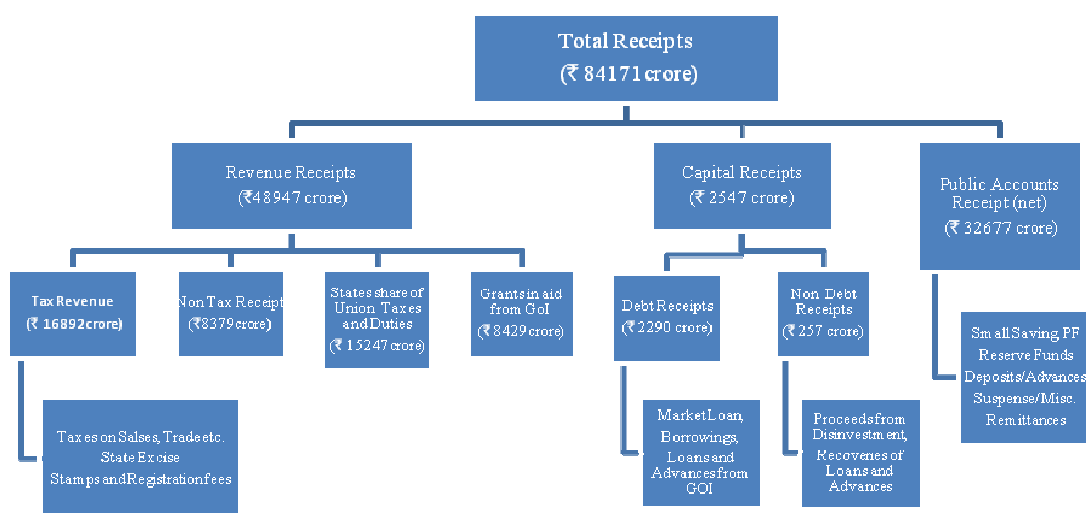 Total Receipts
(₹ 84171 crore)
Revenue Receipts
(₹48947 crore)
Capital Receipts
(₹ 2547 crore)
Public Accounts
Receipt (net)
(₹ 32677 crore)
Tax Revenue
(₹ 16892crore)
Non Tax Receipt
(₹8379crore)
States share of
Union Taxes
and Duties
(₹ 15247crore)
Grants in aid
from GoI
(₹8429crore)
Debt Receipts
(₹2290 crore)
Non Debt
Receipts
(₹ 257 crore)
Taxes on Salses, Trade etc.
State Excise
Stamps and Registration fees
Market Loan,
Borrowings,
Loans and
Advances from
GOI
Proceeds from
Disinvestment,
Recoveries of
Loans and
Advances
Small Saving, PF
Reserve Funds
Deposits/Advances
Suspense/Misc.
Remittances